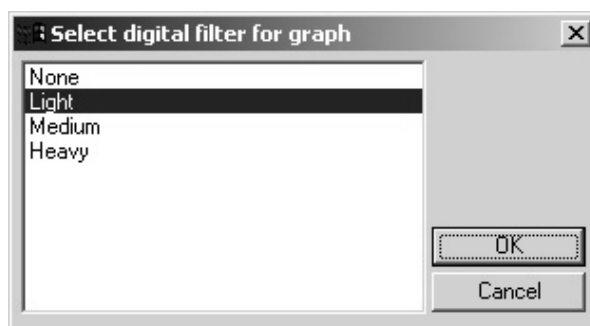 Select digital filter for graph
None
Light
Medium
Heavy
OK
Cancel